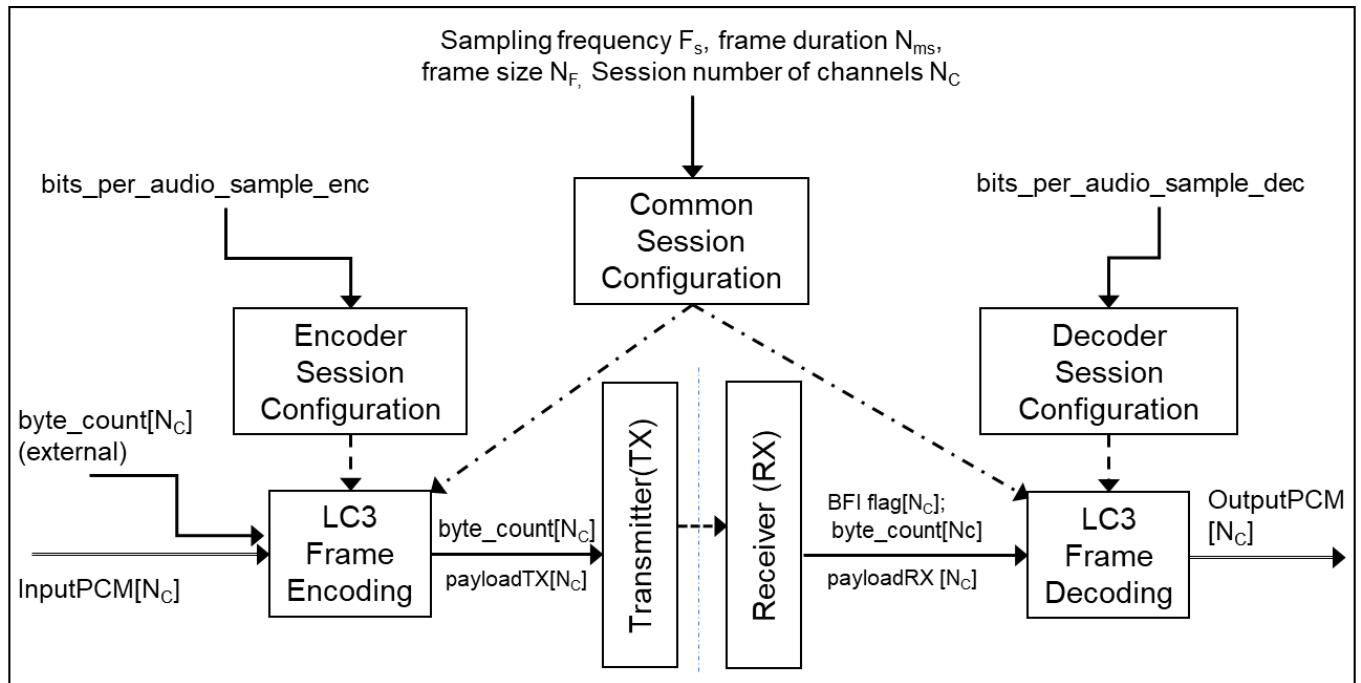 Sampling frequency Fs, frame duration Nms,
frame size NF, Session number of channels NC
bits_per_audio_sample_enc
bits_per_audio_sample_dec
Common
Session
Configuration
Encoder
Session
Configuration
Decoder
Session
Configuration
byte_count[NC]
(external)
InputPCM[NC]
LC3
Frame
Encoding
byte_count[NC]
payloadTX[NC]
Transmitter(TX)
Receiver (RX)
BFI flag[NC];
byte_count[Nc]
payloadRX [NC]
LC3
Frame
Decoding
OutputPCM
[NC]